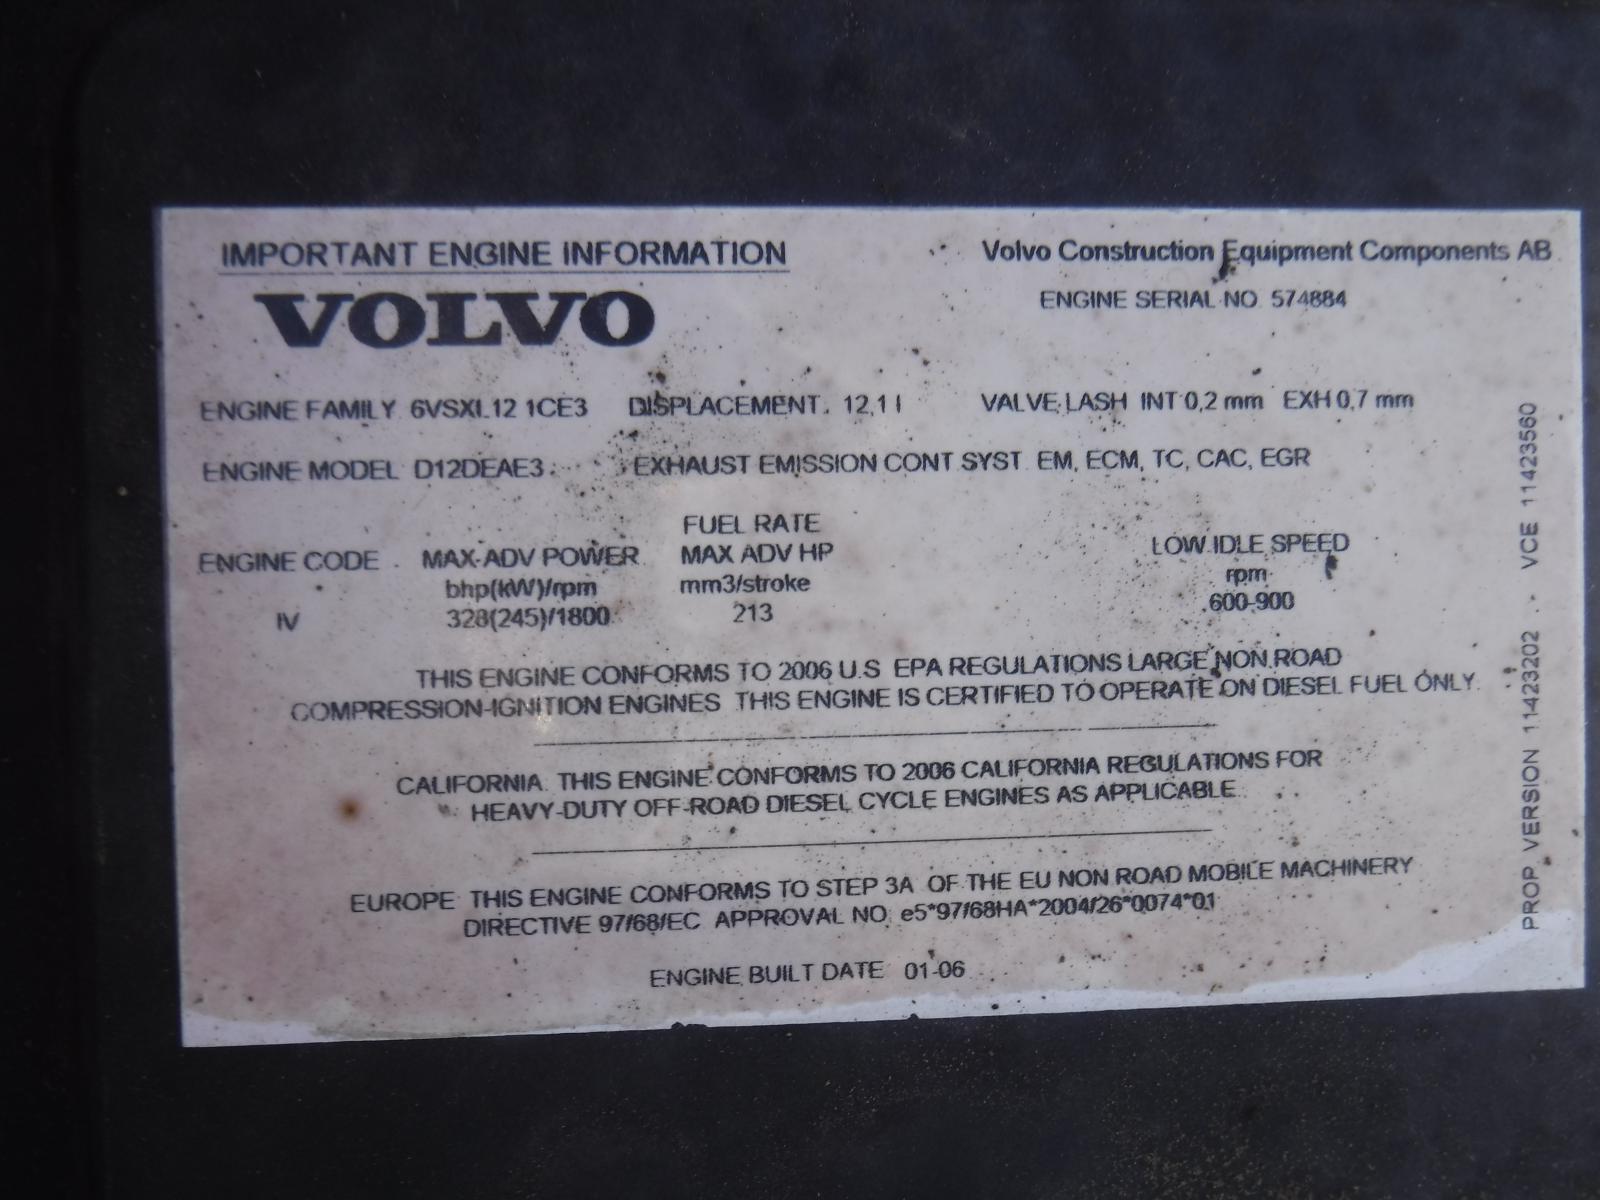 IMPORTANT ENGINE INFORMATION
Volvo Construction Equipment Components AB
VOLVO
ENGINE SERIAL NO. 574884
ENGINE FAMILY 6VSXL12 1CE3 DISPLACEMENT. 12,1 l VALVE LASH INT 0,2 mm EXH 0,7 mm
ENGINE MODEL D12DEAE3 EXHAUST EMISSION CONT SYST EM, ECM, TC, CAC, EGR
FUEL RATE
ENGINE CODE MAX ADV POWER MAX ADV HP LOW IDLE SPEED
bhp(kW)/rpm mm3/stroke rpm
IV 328(245)/1800 213 600-900
THIS ENGINE CONFORMS TO 2006 U.S EPA REGULATIONS LARGE NON ROAD
COMPRESSION-IGNITION ENGINES THIS ENGINE IS CERTIFIED TO OPERATE ON DIESEL FUEL ONLY.
CALIFORNIA. THIS ENGINE CONFORMS TO 2006 CALIFORNIA REGULATIONS FOR
HEAVY-DUTY OFF-ROAD DIESEL CYCLE ENGINES AS APPLICABLE
EUROPE THIS ENGINE CONFORMS TO STEP 3A OF THE EU NON ROAD MOBILE MACHINERY
DIRECTIVE 97/68/EC APPROVAL NO. e5*97/68HA*2004/26*0074*01
ENGINE BUILT DATE 01-06
PROP VERSION 11423202 VCE 11423560